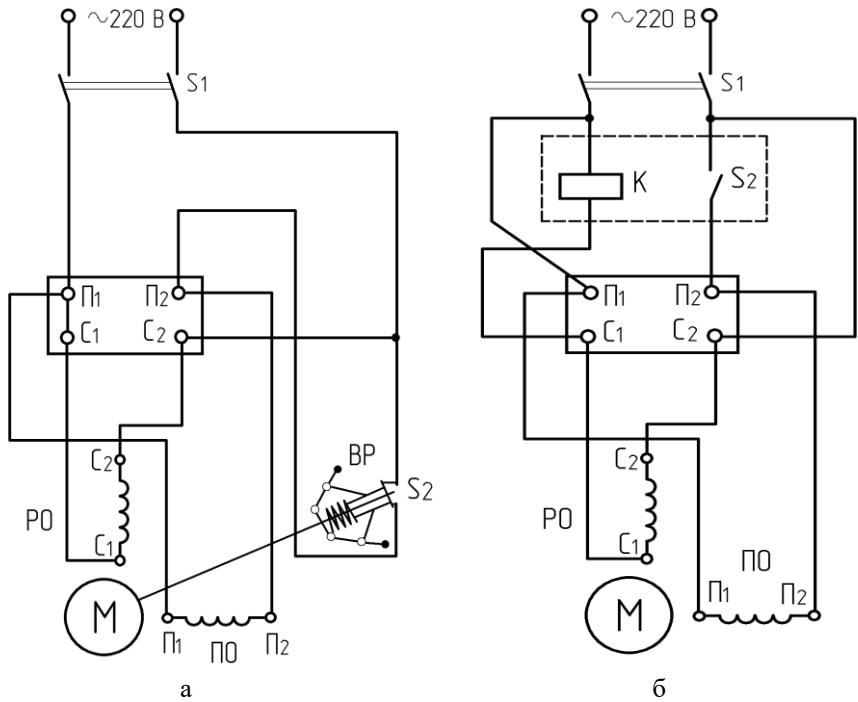 ~220 В
S1
П1
П2
С1
С2
С2
РО
С1
ВР
S2
М
П1
ПО
П2
а
~220 В
S1
К
S2
П1
П2
С1
С2
С2
РО
С1
ПО
П1
П2
М
б